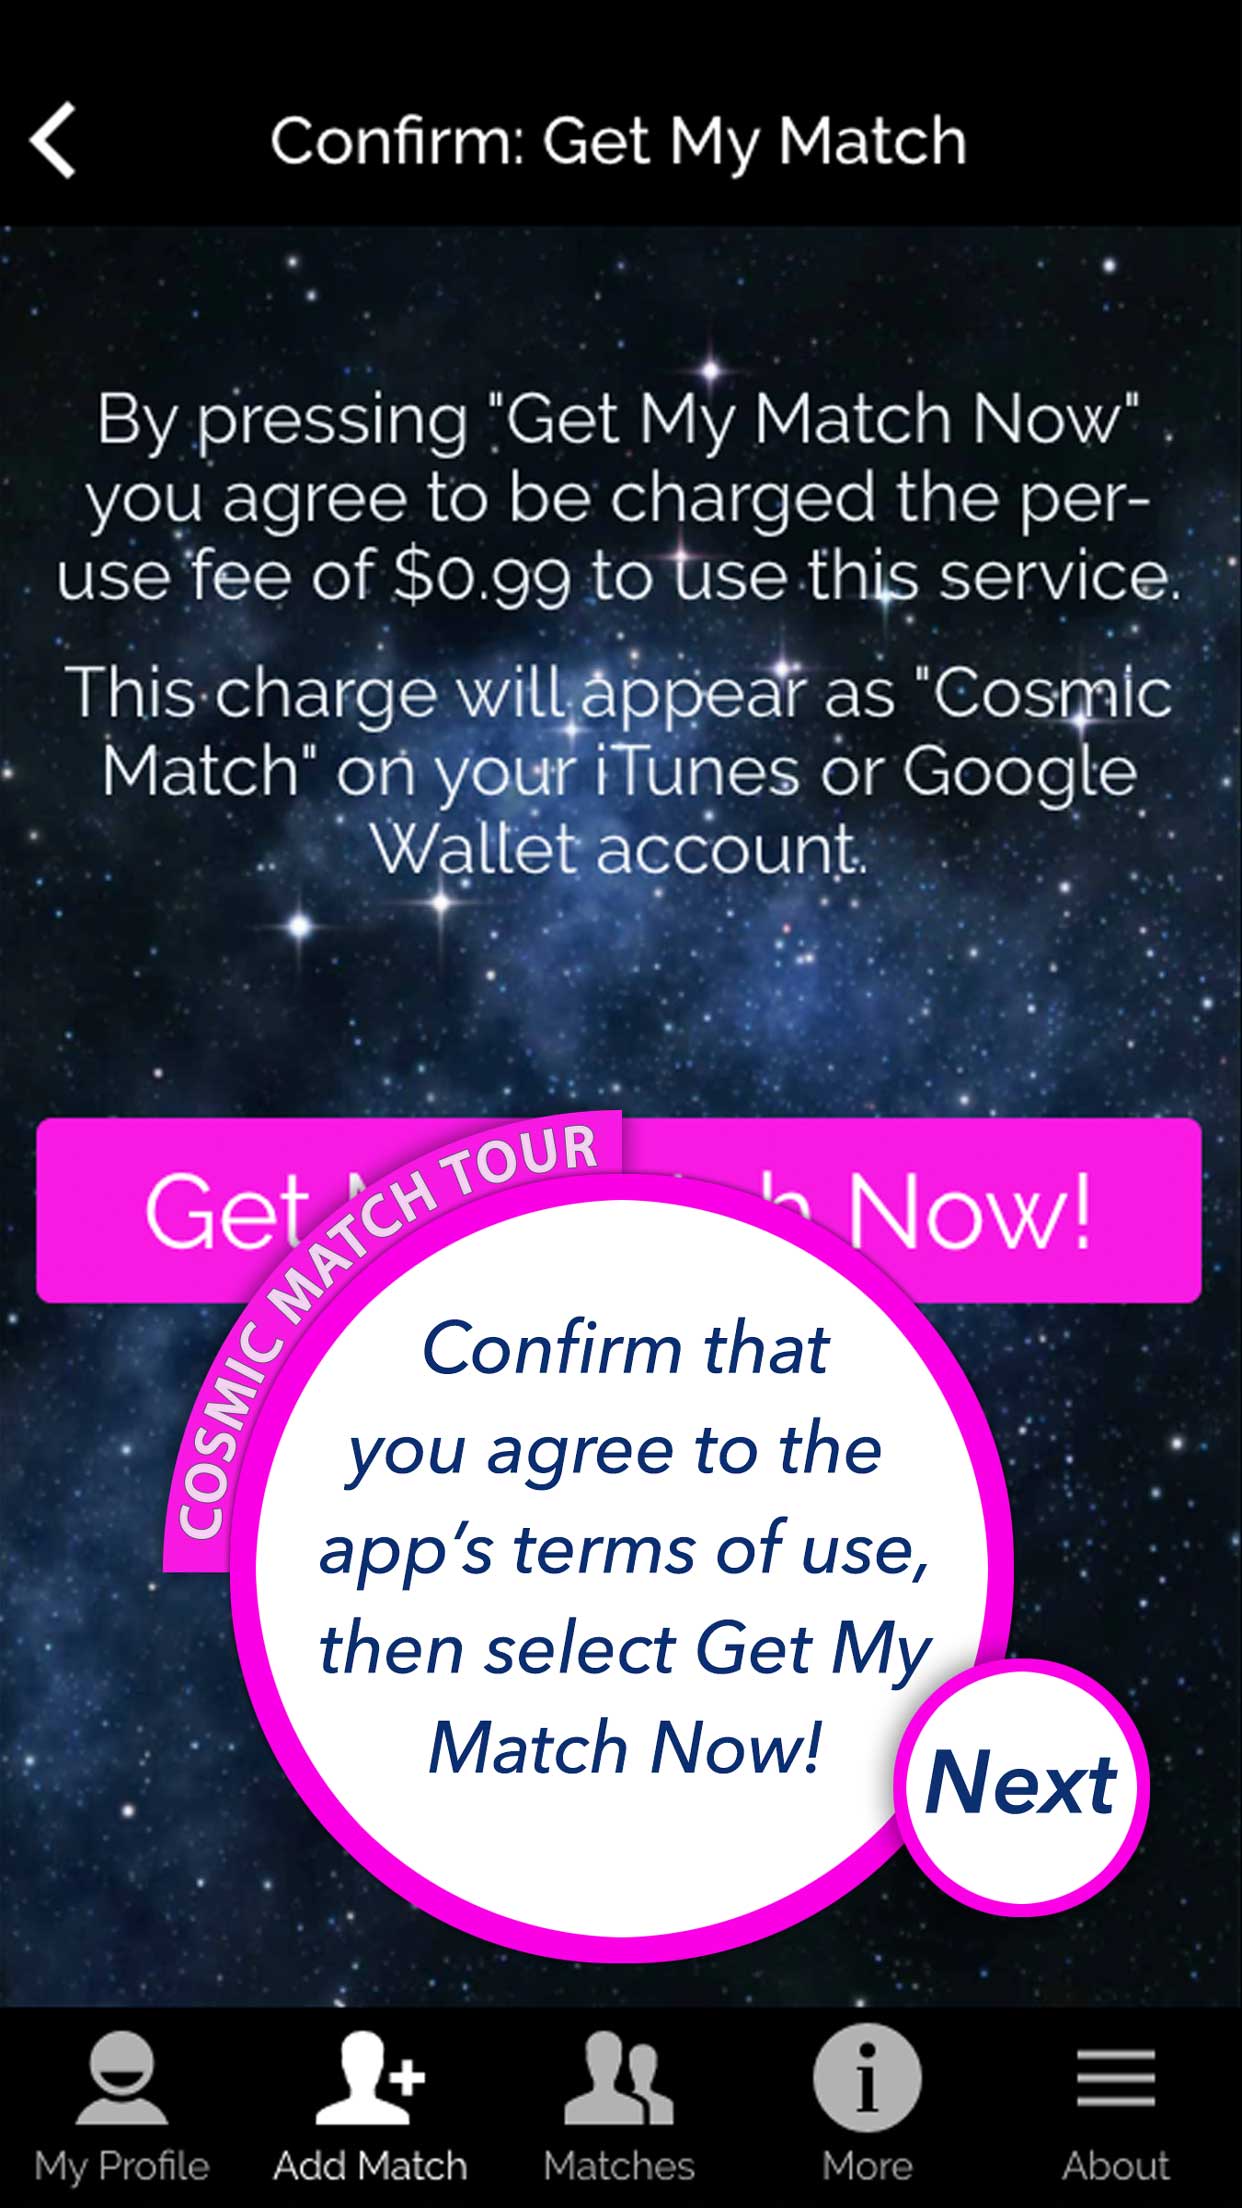 Confirm: Get My Match
By pressing "Get My Match Now"
you agree to be charged the per-
use fee of $0.99 to use this service.
This charge will appear as "Cosmic
Match" on your iTunes or Google
Wallet account.
Get Now!
COSMIC MATCH TOUR
Confirm that
you agree to the
app's terms of use,
then select Get My
Match Now!
Next
My Profile
Add Match
Matches
More
About